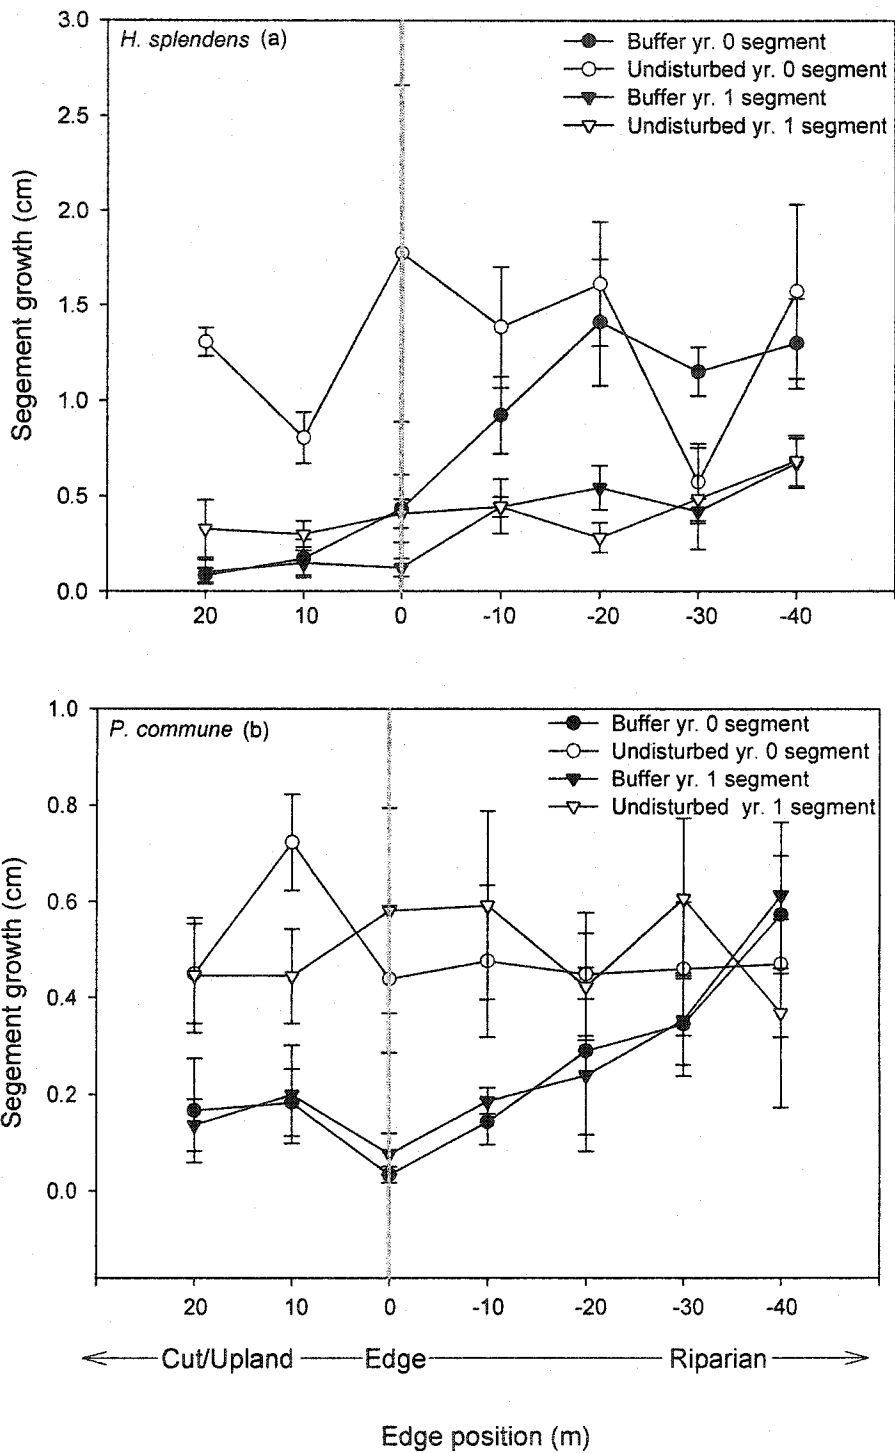 H. splendens (a)
Buffer yr. 0 segment
Undisturbed yr. 0 segment
Buffer yr. 1 segment
Undisturbed yr. 1 segment
Segement growth (cm)
3.0
2.5
2.0
1.5
1.0
0.5
0.0
20 10 0 -10 -20 -30 -40
P. commune (b)
Buffer yr. 0 segment
Undisturbed yr. 0 segment
Buffer yr. 1 segment
Undisturbed yr. 1 segment
Segement growth (cm)
1.0
0.8
0.6
0.4
0.2
0.0
20 10 0 -10 -20 -30 -40
Cut/Upland Edge Riparian
Edge position (m)